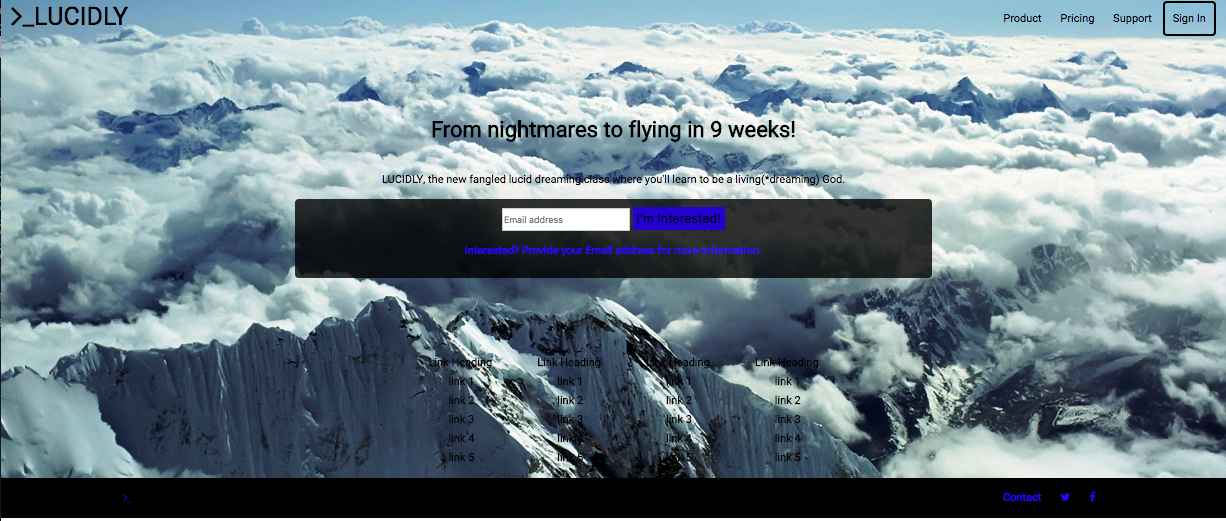 >_LUCIDLY
Product Pricing Support Sign In
From nightmares to flying in 9 weeks!
LUCIDLY, the new fangled lucid dreaming class where you'll learn to be a living(*dreaming) God.
Email address I'm Interested!
Interested? Provide your Email address for more information.
Link Heading Link Heading Link Heading Link Heading
link 1 link 1 link 1 link 1
link 2 link 2 link 2 link 2
link 3 link 3 link 3 link 3
link 4 link 4 link 4 link 4
link 5 link 5 link 5 link 5
>_ Contact